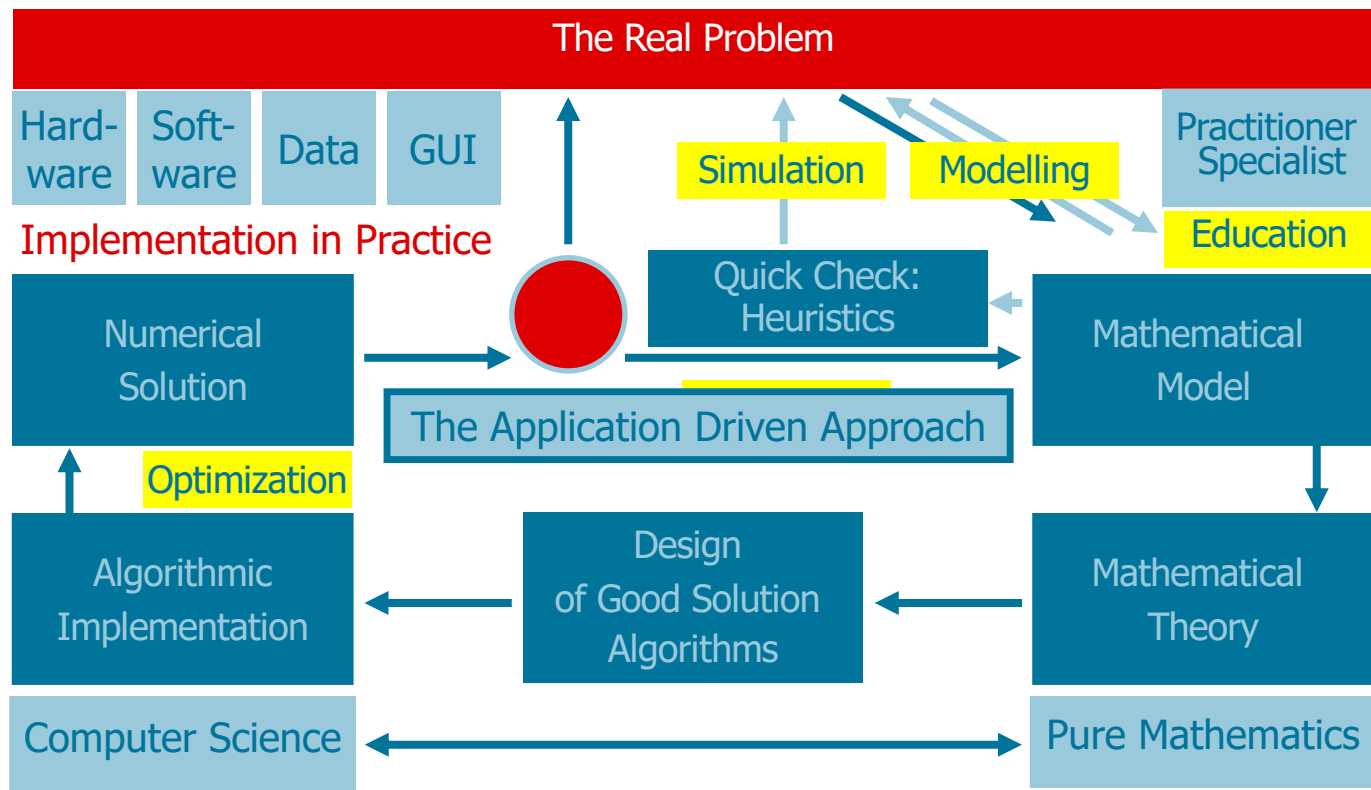 The Real Problem
Hard-
ware
Soft-
ware
Data
GUI
Simulation
Modelling
Practitioner
Specialist
Implementation in Practice
Education
Numerical
Solution
Quick Check:
Heuristics
Mathematical
Model
The Application Driven Approach
Optimization
Algorithmic
Implementation
Design
of Good Solution
Algorithms
Mathematical
Theory
Computer Science
Pure Mathematics